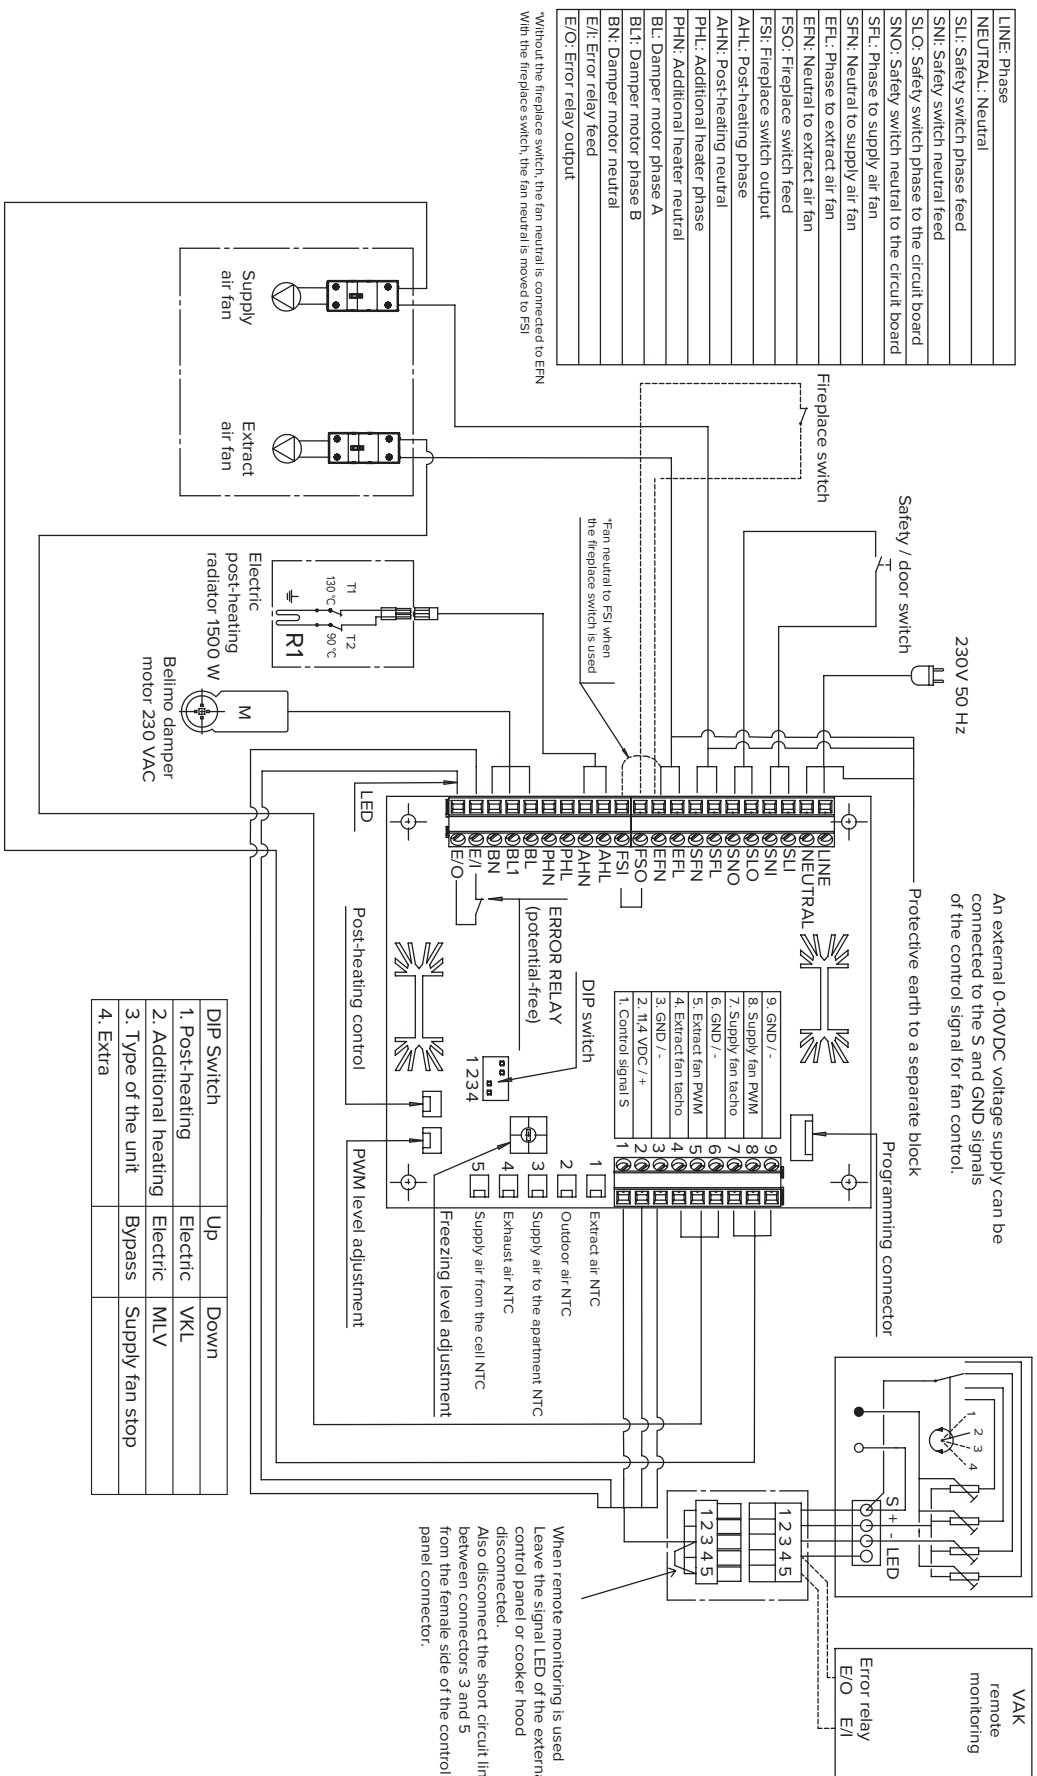 LINE: Phase
NEUTRAL: Neutral
SLI: Safety switch phase feed
SNI: Safety switch neutral feed
SLO: Safety switch phase to the circuit board
SNO: Safety switch neutral to the circuit board
SFL: Phase to supply air fan
SFN: Neutral to supply air fan
EFL: Phase to extract air fan
EFN: Neutral to extract air fan
FSO: Fireplace switch feed
FSI: Fireplace switch output
AHL: Post-heating phase
AHN: Post-heating neutral
PHL: Additional heater phase
PHN: Additional heater neutral
BL: Damper motor phase A
BL1: Damper motor phase B
BN: Damper motor neutral
E/I: Error relay feed
E/O: Error relay output
*Without the fireplace switch, the fan neutral is connected to EFN
With the fireplace switch, the fan neutral is moved to FSI
Fireplace switch
Safety / door switch
230V 50 Hz
*Fan neutral to FSI when
the fireplace switch is used
Supply
air fan
Extract
air fan
T1
130 °C
T2
90 °C
R1
Electric
post-heating
radiator 1500 W
M
Belimo damper
motor 230 VAC
An external 0-10VDC voltage supply can be
connected to the S and GND signals
of the control signal for fan control.
Protective earth to a separate block
LED
LINE
NEUTRAL
SLI
SNI
SLO
SNO
SFL
SFN
EFL
EFN
FSO
FSI
AHL
AHN
PHL
PHN
BL
BL1
BN
E/I
E/O
ERROR RELAY
(potential-free)
DIP switch
1 2 3 4
Post-heating control
PWM level adjustment
Freezing level adjustment
Programming connector
9. GND / -
8. Supply fan PWM
7. Supply fan tacho
6. GND / -
5. Extract fan PWM
4. Extract fan tacho
3. GND / -
2. 11,4 VDC / +
1. Control signal S
9
8
7
6
5
4
3
2
1
1 Extract air NTC
2 Outdoor air NTC
3 Supply air to the apartment NTC
4 Exhaust air NTC
5 Supply air from the cell NTC
DIP Switch Up Down
1. Post-heating Electric VKL
2. Additional heating Electric MLV
3. Type of the unit Bypass Supply fan stop
4. Extra
1
2
3
4
S + - LED
1 2 3 4 5
1 2 3 4 5
VAK
remote
monitoring
Error relay
E/O E/I
When remote monitoring is used
Leave the signal LED of the externa
control panel or cooker hood
disconnected.
Also disconnect the short circuit lin
between connectors 3 and 5
from the female side of the control
panel connector.